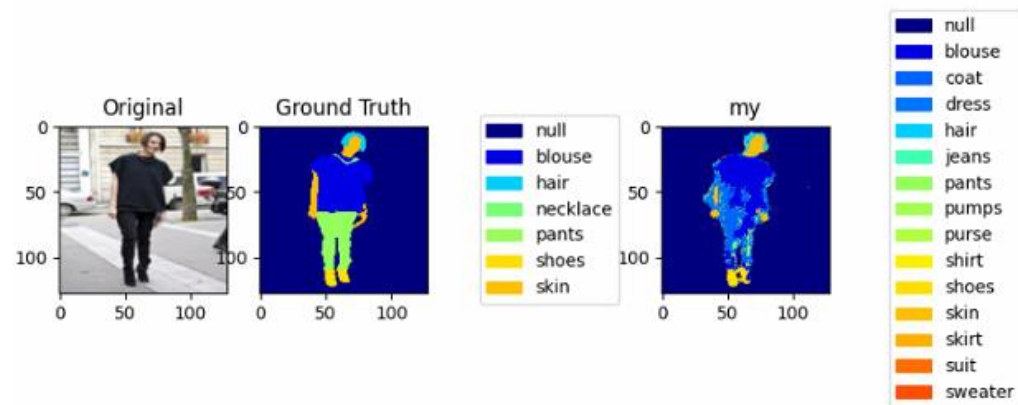 Original
0
50
100
0
50
100
Ground Truth
0
50
100
0
50
100
null
blouse
hair
necklace
pants
shoes
skin
my
0
50
100
0
50
100
null
blouse
coat
dress
hair
jeans
pants
pumps
purse
shirt
shoes
skin
skirt
suit
sweater